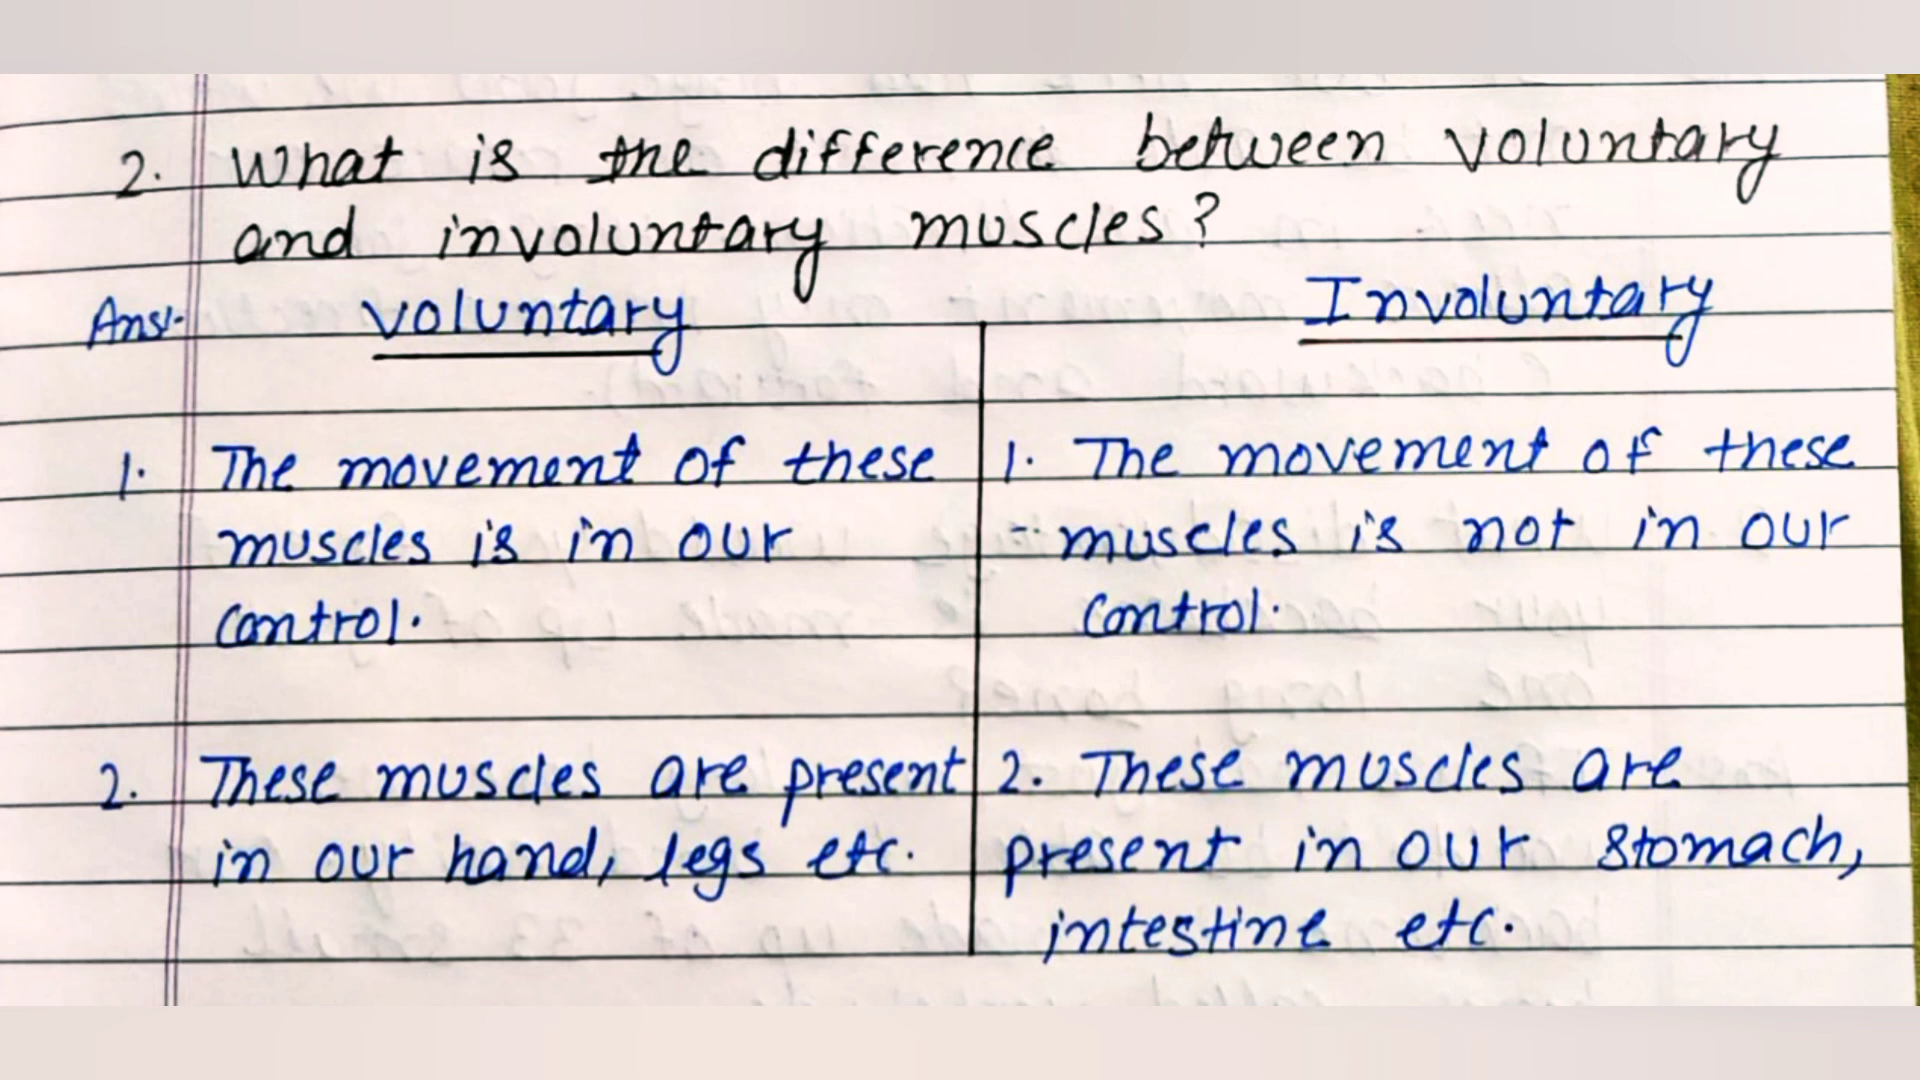 2. What is the difference between voluntary
and involuntary muscles?
Ans:- Voluntary
1. The movement of these
muscles is in our
control.
2. These muscles are present
in our hand, legs etc.
Involuntary
1. The movement of these
muscles is not in our
control.
2. These muscles are
present in our stomach,
intestine etc.